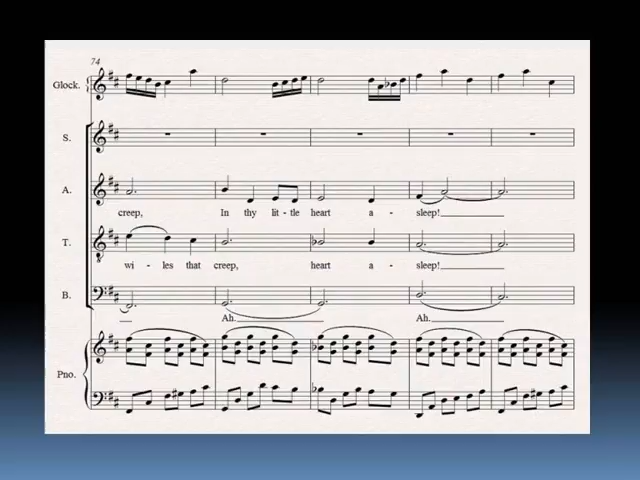 74
Glock.
S.
A.
creep, In thy lit - tle heart a - sleep!
T.
wi - les that creep, heart a - sleep!
B.
Ah. Ah.
Pno.